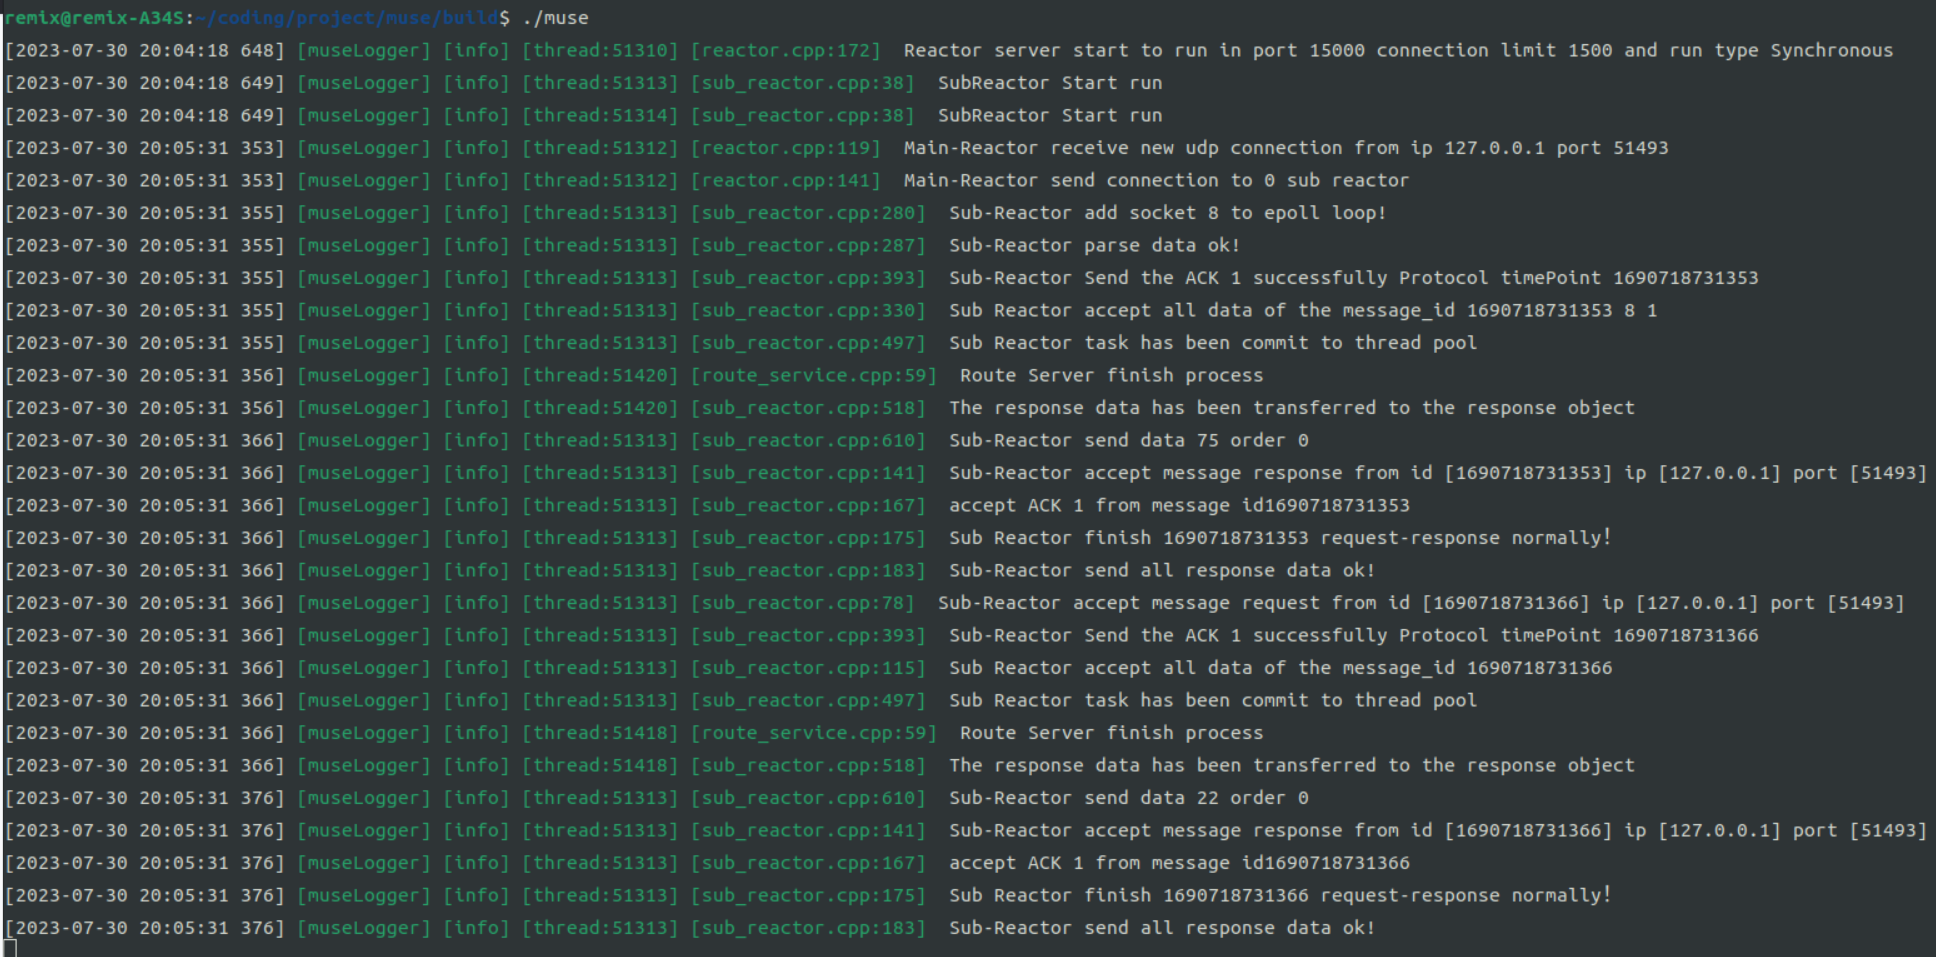 remix@remix-A34S:~/coding/project/muse/build$ ./muse
[2023-07-30 20:04:18 648] [museLogger] [info] [thread:51310] [reactor.cpp:172]  Reactor server start to run in port 15000 connection limit 1500 and run type Synchronous
[2023-07-30 20:04:18 649] [museLogger] [info] [thread:51313] [sub_reactor.cpp:38]  SubReactor Start run
[2023-07-30 20:04:18 649] [museLogger] [info] [thread:51314] [sub_reactor.cpp:38]  SubReactor Start run
[2023-07-30 20:05:31 353] [museLogger] [info] [thread:51312] [reactor.cpp:119]  Main-Reactor receive new udp connection from ip 127.0.0.1 port 51493
[2023-07-30 20:05:31 353] [museLogger] [info] [thread:51312] [reactor.cpp:141]  Main-Reactor send connection to 0 sub reactor
[2023-07-30 20:05:31 355] [museLogger] [info] [thread:51313] [sub_reactor.cpp:280]  Sub-Reactor add socket 8 to epoll loop!
[2023-07-30 20:05:31 355] [museLogger] [info] [thread:51313] [sub_reactor.cpp:287]  Sub-Reactor parse data ok!
[2023-07-30 20:05:31 355] [museLogger] [info] [thread:51313] [sub_reactor.cpp:393]  Sub-Reactor Send the ACK 1 successfully Protocol timePoint 1690718731353
[2023-07-30 20:05:31 355] [museLogger] [info] [thread:51313] [sub_reactor.cpp:330]  Sub Reactor accept all data of the message_id 1690718731353 8 1
[2023-07-30 20:05:31 355] [museLogger] [info] [thread:51313] [sub_reactor.cpp:497]  Sub Reactor task has been commit to thread pool
[2023-07-30 20:05:31 356] [museLogger] [info] [thread:51420] [route_service.cpp:59]  Route Server finish process
[2023-07-30 20:05:31 356] [museLogger] [info] [thread:51420] [sub_reactor.cpp:518]  The response data has been transferred to the response object
[2023-07-30 20:05:31 366] [museLogger] [info] [thread:51313] [sub_reactor.cpp:610]  Sub-Reactor send data 75 order 0
[2023-07-30 20:05:31 366] [museLogger] [info] [thread:51313] [sub_reactor.cpp:141]  Sub-Reactor accept message response from id [1690718731353] ip [127.0.0.1] port [51493]
[2023-07-30 20:05:31 366] [museLogger] [info] [thread:51313] [sub_reactor.cpp:167]  accept ACK 1 from message id1690718731353
[2023-07-30 20:05:31 366] [museLogger] [info] [thread:51313] [sub_reactor.cpp:175]  Sub Reactor finish 1690718731353 request-response normally!
[2023-07-30 20:05:31 366] [museLogger] [info] [thread:51313] [sub_reactor.cpp:183]  Sub-Reactor send all response data ok!
[2023-07-30 20:05:31 366] [museLogger] [info] [thread:51313] [sub_reactor.cpp:78]  Sub-Reactor accept message request from id [1690718731366] ip [127.0.0.1] port [51493]
[2023-07-30 20:05:31 366] [museLogger] [info] [thread:51313] [sub_reactor.cpp:393]  Sub-Reactor Send the ACK 1 successfully Protocol timePoint 1690718731366
[2023-07-30 20:05:31 366] [museLogger] [info] [thread:51313] [sub_reactor.cpp:115]  Sub Reactor accept all data of the message_id 1690718731366
[2023-07-30 20:05:31 366] [museLogger] [info] [thread:51313] [sub_reactor.cpp:497]  Sub Reactor task has been commit to thread pool
[2023-07-30 20:05:31 366] [museLogger] [info] [thread:51418] [route_service.cpp:59]  Route Server finish process
[2023-07-30 20:05:31 366] [museLogger] [info] [thread:51418] [sub_reactor.cpp:518]  The response data has been transferred to the response object
[2023-07-30 20:05:31 376] [museLogger] [info] [thread:51313] [sub_reactor.cpp:610]  Sub-Reactor send data 22 order 0
[2023-07-30 20:05:31 376] [museLogger] [info] [thread:51313] [sub_reactor.cpp:141]  Sub-Reactor accept message response from id [1690718731366] ip [127.0.0.1] port [51493]
[2023-07-30 20:05:31 376] [museLogger] [info] [thread:51313] [sub_reactor.cpp:167]  accept ACK 1 from message id1690718731366
[2023-07-30 20:05:31 376] [museLogger] [info] [thread:51313] [sub_reactor.cpp:175]  Sub Reactor finish 1690718731366 request-response normally!
[2023-07-30 20:05:31 376] [museLogger] [info] [thread:51313] [sub_reactor.cpp:183]  Sub-Reactor send all response data ok!